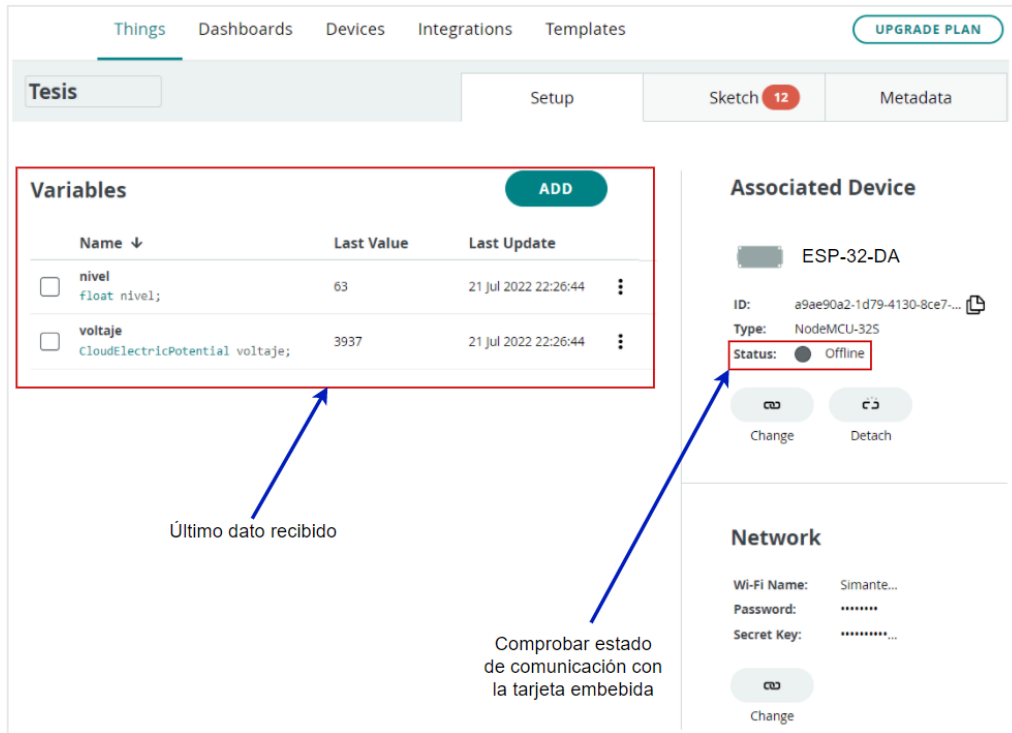 Things Dashboards Devices Integrations Templates UPGRADE PLAN
Tesis Setup Sketch 12 Metadata
Variables ADD
Name ↓ Last Value Last Update
nivel
float nivel;
63 21 Jul 2022 22:26:44
voltaje
CloudElectricPotential voltaje;
3937 21 Jul 2022 22:26:44
Último dato recibido
Associated Device
ESP-32-DA
ID: a9ae90a2-1d79-4130-8ce7-...
Type: NodeMCU-32S
Status: Offline
Change Detach
Comprobar estado
de comunicación con
la tarjeta embebida
Network
Wi-Fi Name: Simante...
Password: ••••••••
Secret Key: ••••••••••...
Change